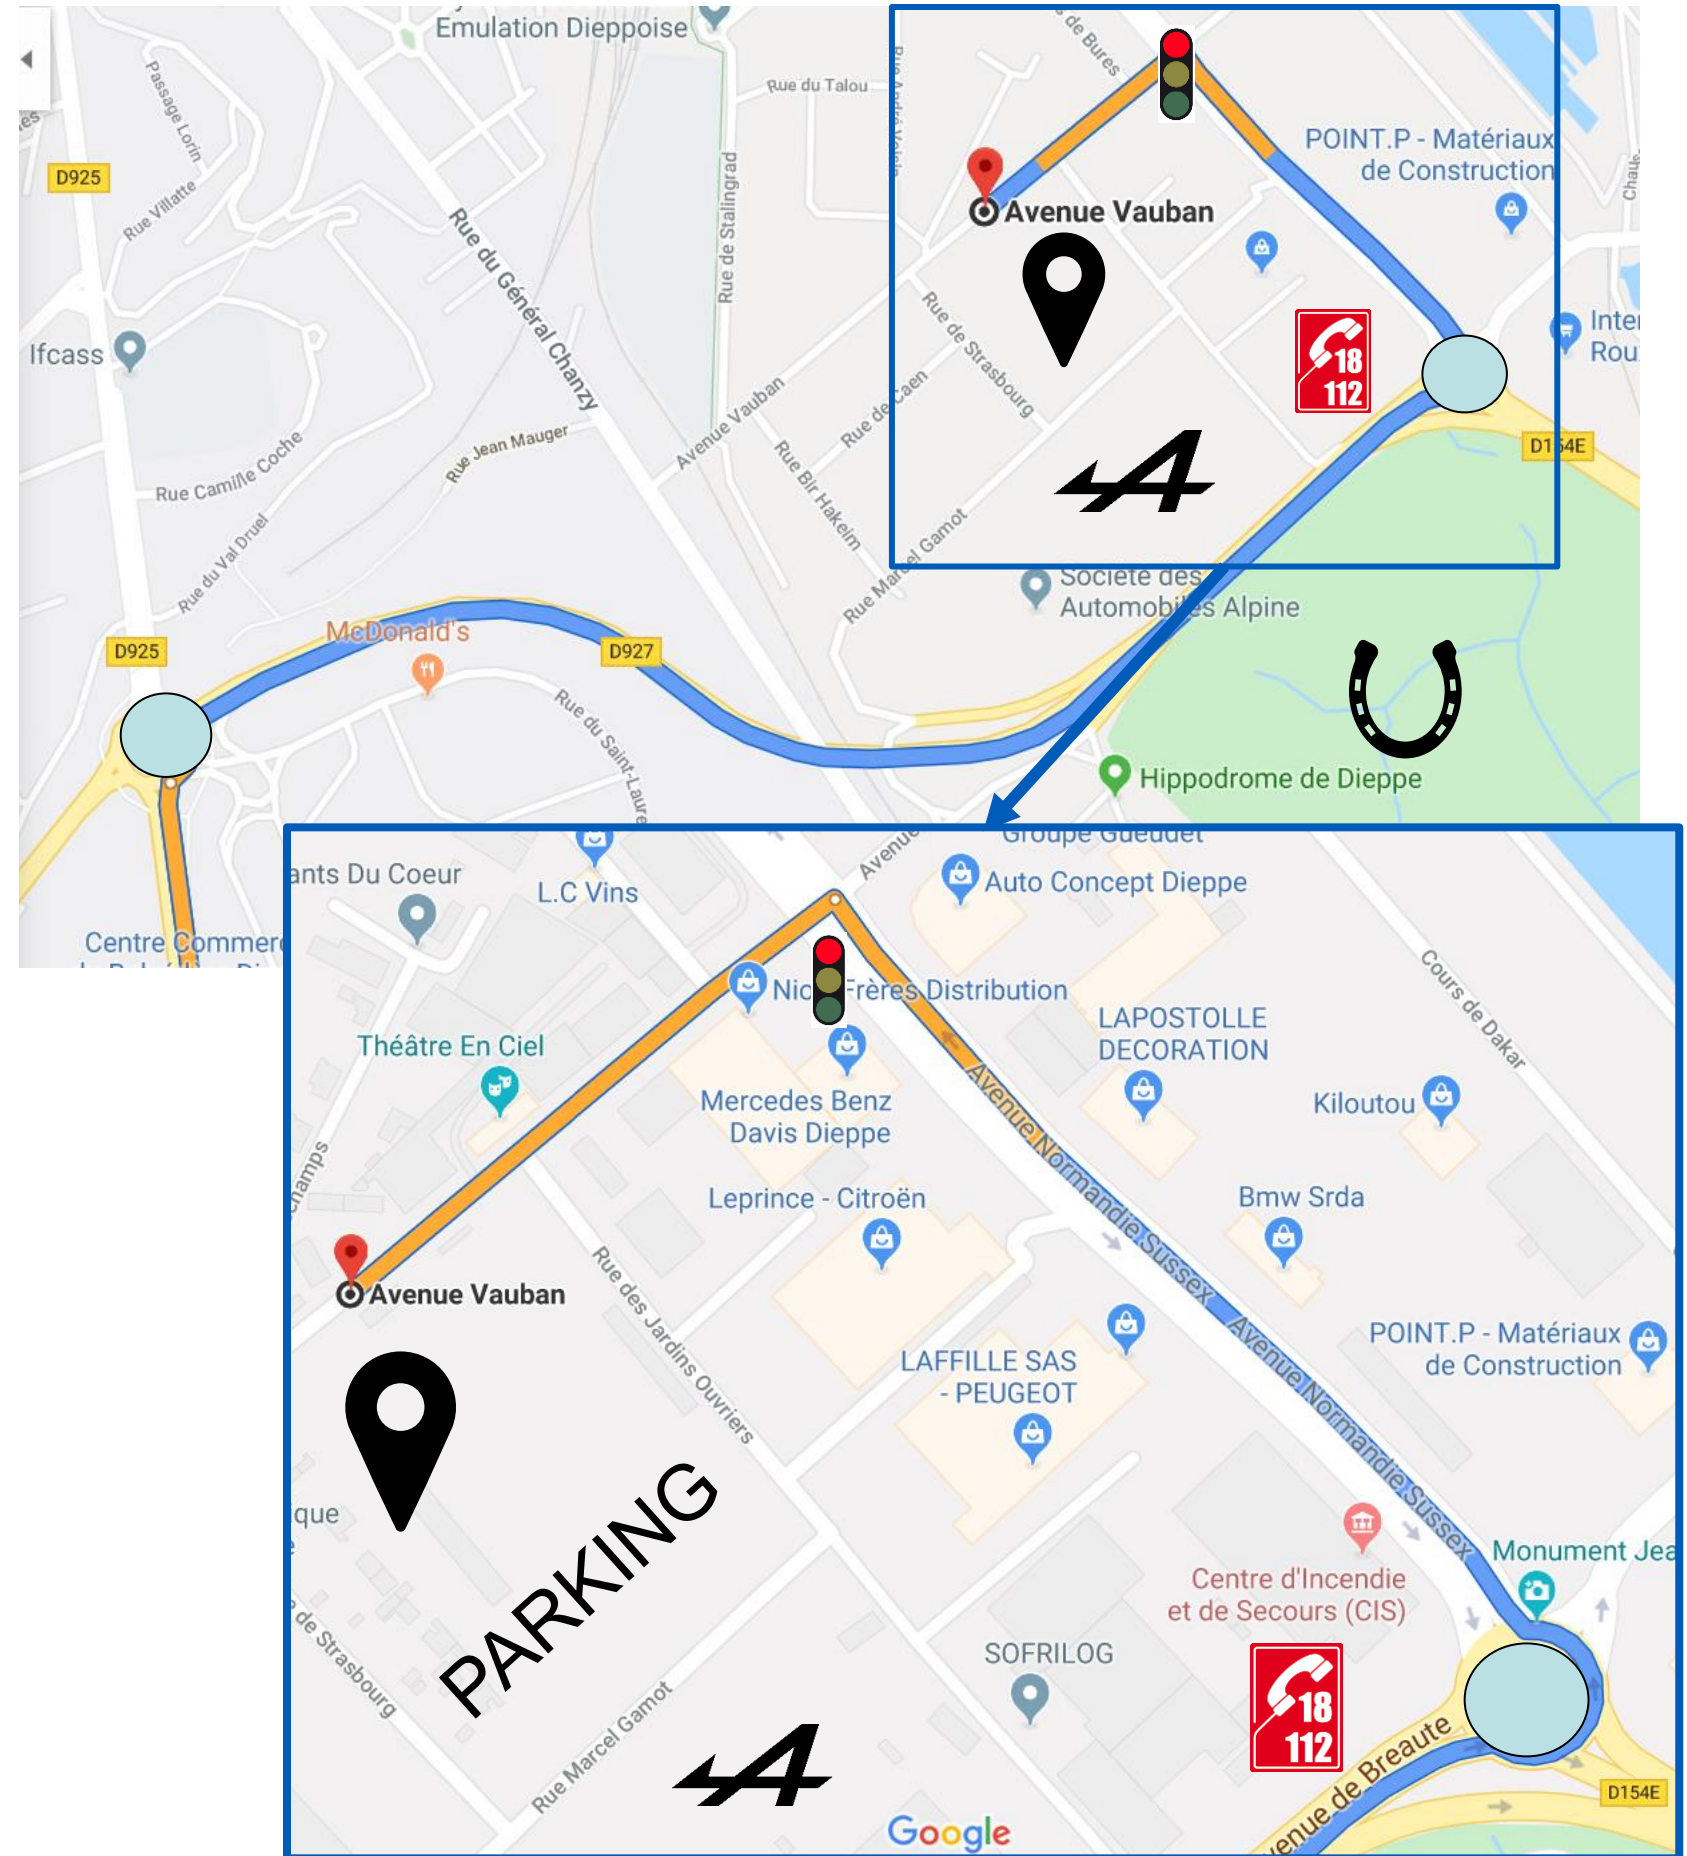 Emulation Dieppoise
de Bures
Passage Lorin
Rue du Talou
POINT.P - Matériaux
de Construction
D925
Rue Villatte
Rue du Général Chanzy
Rue de Stalingrad
Avenue Vauban
Rue de Strasbourg
Ifcass
18
112
Rue de Caen
Avenue Vauban
D154E
Rue Jean Mauger
Rue Camille Coche
Rue Bir Hakeim
Rue du Val Druel
Rue Marcel Gamot
Société des
Automobiles Alpine
McDonald's
D925
D927
Rue du Saint-Laure
Hippodrome de Dieppe
Groupe Gueudet
Avenue
ants Du Coeur
L.C Vins
Auto Concept Dieppe
Centre Commer
Cours de Dakar
Frères Distribution
LAPOSTOLLE
DECORATION
Théâtre En Ciel
Kiloutou
Mercedes Benz
Davis Dieppe
Avenue Normandie Sussex
champs
Leprince - Citroën
Bmw Srda
Avenue Vauban
Rue des Jardins Ouvriers
Avenue Normandie Sussex
POINT.P - Matériaux
de Construction
LAFFILLE SAS
- PEUGEOT
PARKING
que
Monument Jea
Centre d'Incendie
et de Secours (CIS)
de Strasbourg
SOFRILOG
18
112
Rue Marcel Gamot
venue de Breaute
D154E
Google